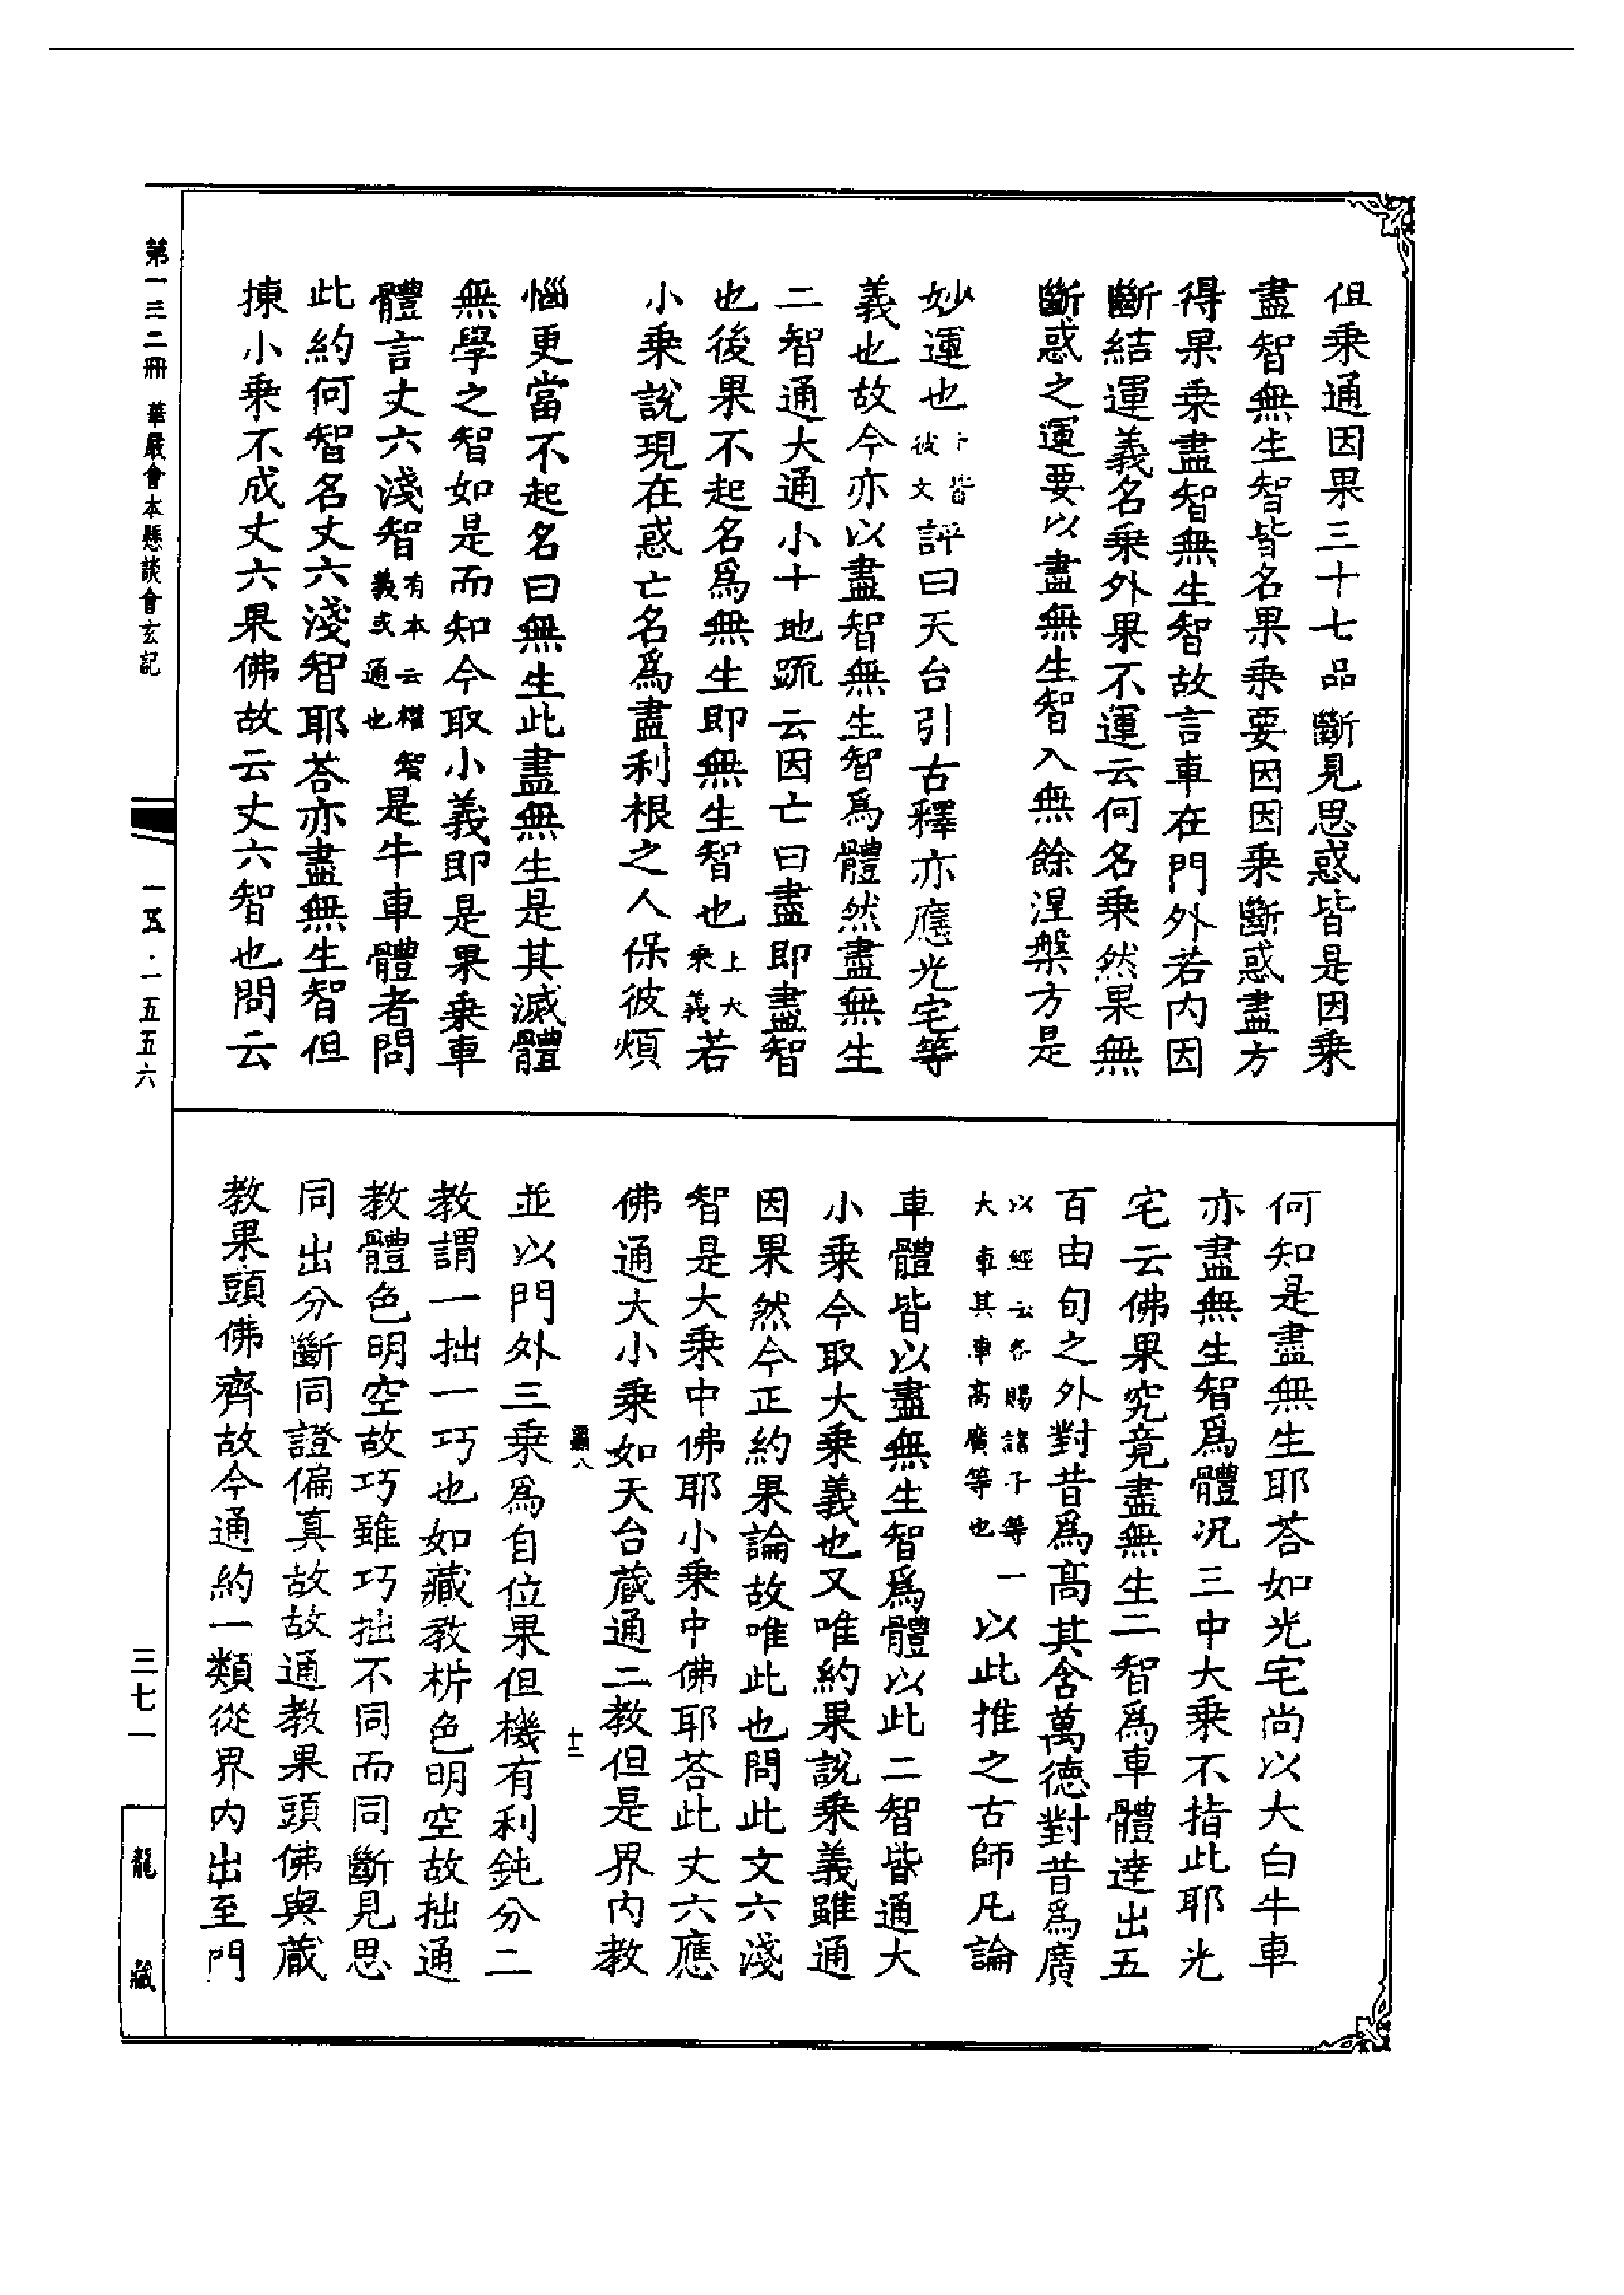 但乘通因果三十七品斷見思惑皆是因乘
盡智無生智皆名果乘要因因乘斷惑盡方
得果乘盡智無生智故言車在門外若內因
斷結運義名乘外果不運云何名乘然果無
斷惑之運要以盡無生智入無餘涅槃方是
妙運也
皆
彼文
評曰天台引古釋亦應光宅等
義也故今亦以盡智無生智爲體然盡無生
二智通大通小十地䟽云因亡曰盡即盡智
也後果不起名爲無生即無生智也
上大
乘義
若
小乘說現在惑亡名爲盡利根之人保彼煩
惱更當不起名曰無生此盡無生是其滅體
無學之智如是而知今取小義即是果乘車
體言丈六淺智
有本云權智
義或通也
是牛車體者問
此約何智名丈六淺智耶荅亦盡無生智但
揀小乘不成丈六果佛故云丈六智也問云
何知是盡無生耶荅如光宅尚以大白牛車
亦盡無生智爲體况三中大乘不指此耶光
宅云佛果究竟盡無生二智爲車體逹出五
百由旬之外對昔爲髙其含萬德對昔爲廣
以經云各賜諸子等一
大車其車高廣等也
以此推之古師凡論
車體皆以盡無生智爲體以此二智皆通大
小乘今取大乘義也又唯約果說乘義雖通
因果然今正約果論故唯此也問此文六淺
智是大乘中佛耶小乘中佛耶荅此丈六應
佛通大小乘如天台藏通二教但是界內教
霸八
十二
並以門外三乘爲自位果但機有利鈍分二
教謂一拙一巧也如藏教析色明空故拙通
教體色明空故巧雖巧拙不同而同斷見思
同出分斷同證偏真故故通教果頭佛與藏
教果頭佛齊故今通約一類從界內出至門
第一三二冊 華嚴會本懸談會玄記
一五五·一五五六
三七一
龍藏